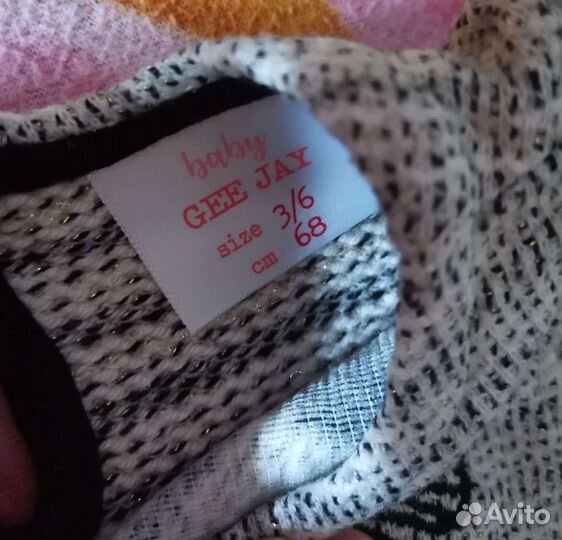 baby
GEE JAY
size 3/6
cm 68
Avito